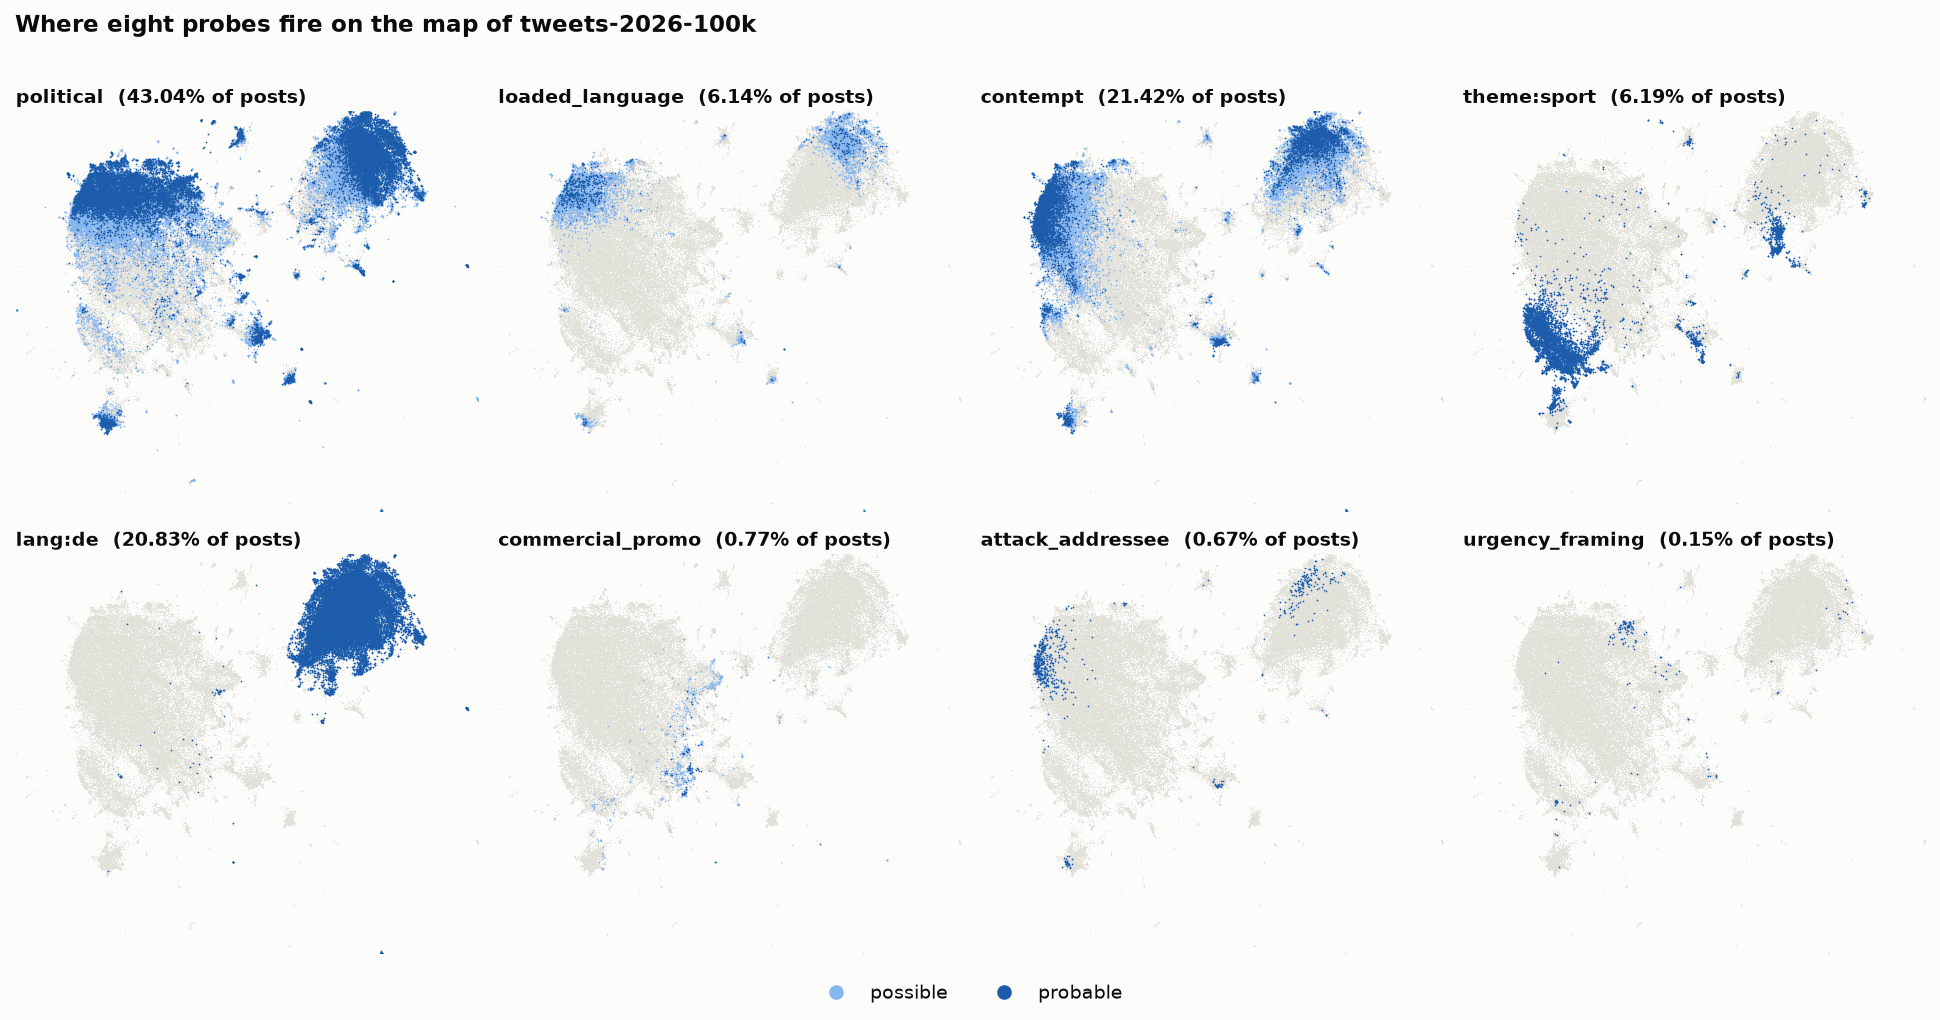 Where eight probes fire on the map of tweets-2026-100k
political (43.04% of posts)
loaded_language (6.14% of posts)
contempt (21.42% of posts)
theme:sport (6.19% of posts)
lang:de (20.83% of posts)
commercial_promo (0.77% of posts)
attack_addressee (0.67% of posts)
urgency_framing (0.15% of posts)
possible
probable